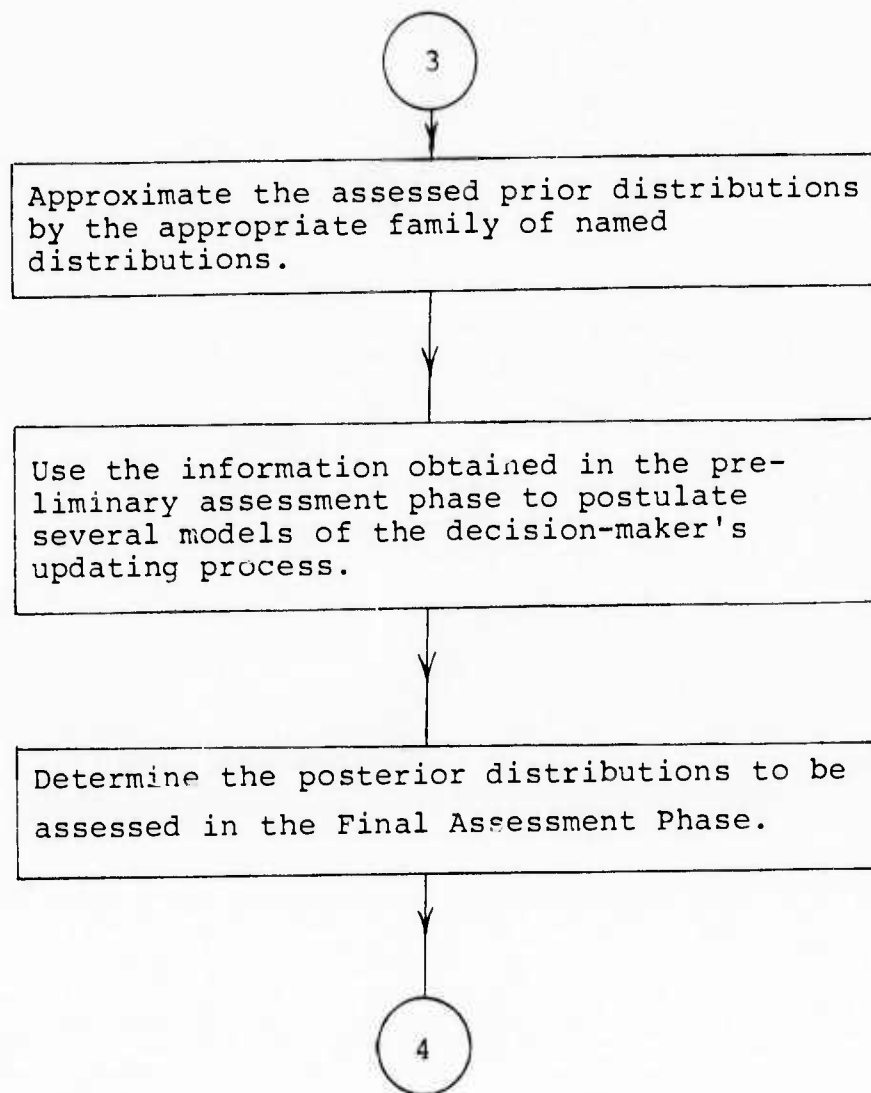 3
Approximate the assessed prior distributions
by the appropriate family of named
distributions.
Use the information obtained in the pre-
liminary assessment phase to postulate
several models of the decision-maker's
updating process.
Determine the posterior distributions to be
assessed in the Final Assessment Phase.
4